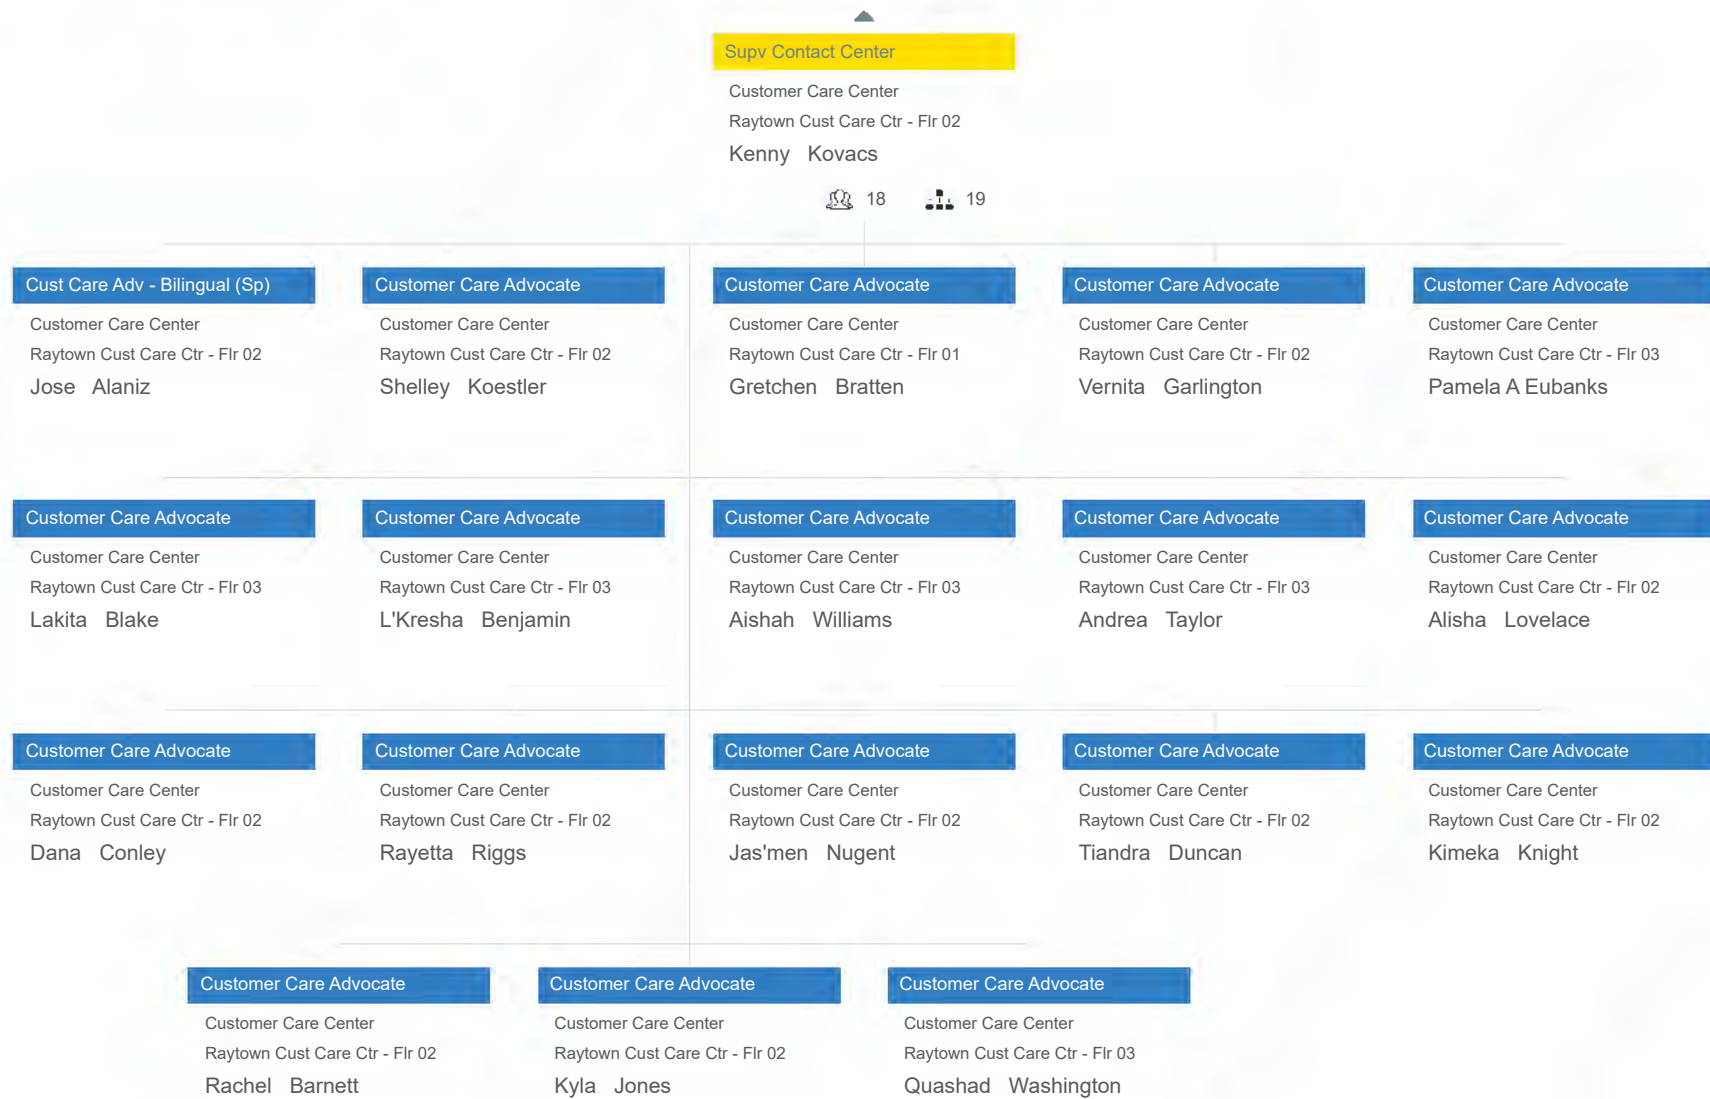 Supv Contact Center
Customer Care Center
Raytown Cust Care Ctr - Flr 02
Kenny Kovacs
18 19
Cust Care Adv - Bilingual (Sp)
Customer Care Center
Raytown Cust Care Ctr - Flr 02
Jose Alaniz
Customer Care Advocate
Customer Care Center
Raytown Cust Care Ctr - Flr 02
Shelley Koestler
Customer Care Advocate
Customer Care Center
Raytown Cust Care Ctr - Flr 01
Gretchen Bratten
Customer Care Advocate
Customer Care Center
Raytown Cust Care Ctr - Flr 02
Vernita Garlington
Customer Care Advocate
Customer Care Center
Raytown Cust Care Ctr - Flr 03
Pamela A Eubanks
Customer Care Advocate
Customer Care Center
Raytown Cust Care Ctr - Flr 03
Lakita Blake
Customer Care Advocate
Customer Care Center
Raytown Cust Care Ctr - Flr 03
L'Kresha Benjamin
Customer Care Advocate
Customer Care Center
Raytown Cust Care Ctr - Flr 03
Aishah Williams
Customer Care Advocate
Customer Care Center
Raytown Cust Care Ctr - Flr 03
Andrea Taylor
Customer Care Advocate
Customer Care Center
Raytown Cust Care Ctr - Flr 02
Alisha Lovelace
Customer Care Advocate
Customer Care Center
Raytown Cust Care Ctr - Flr 02
Dana Conley
Customer Care Advocate
Customer Care Center
Raytown Cust Care Ctr - Flr 02
Rayetta Riggs
Customer Care Advocate
Customer Care Center
Raytown Cust Care Ctr - Flr 02
Jas'men Nugent
Customer Care Advocate
Customer Care Center
Raytown Cust Care Ctr - Flr 02
Tiandra Duncan
Customer Care Advocate
Customer Care Center
Raytown Cust Care Ctr - Flr 02
Kimeka Knight
Customer Care Advocate
Customer Care Center
Raytown Cust Care Ctr - Flr 02
Rachel Barnett
Customer Care Advocate
Customer Care Center
Raytown Cust Care Ctr - Flr 02
Kyla Jones
Customer Care Advocate
Customer Care Center
Raytown Cust Care Ctr - Flr 03
Quashad Washington